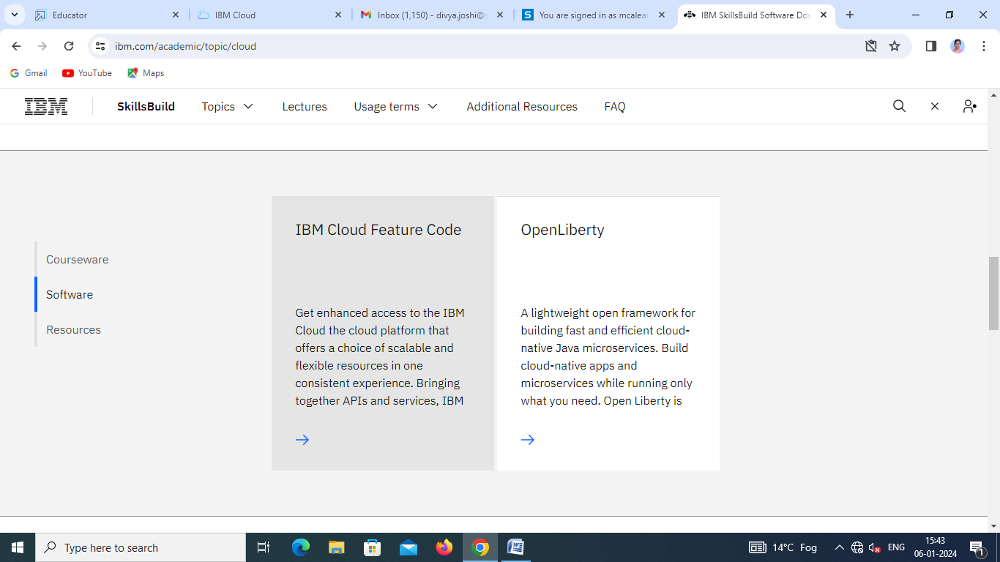 Educator
IBM Cloud
Inbox (1,150) - divya.joshi@s
You are signed in as mcalear
IBM SkillsBuild Software Dow
ibm.com/academic/topic/cloud
Gmail
YouTube
Maps
IBM
SkillsBuild
Topics
Lectures
Usage terms
Additional Resources
FAQ
Courseware
Software
Resources
IBM Cloud Feature Code
Get enhanced access to the IBM
Cloud the cloud platform that
offers a choice of scalable and
flexible resources in one
consistent experience. Bringing
together APIs and services, IBM
OpenLiberty
A lightweight open framework for
building fast and efficient cloud-
native Java microservices. Build
cloud-native apps and
microservices while running only
what you need. Open Liberty is
Type here to search
14°C Fog
ENG
15:43
06-01-2024
1